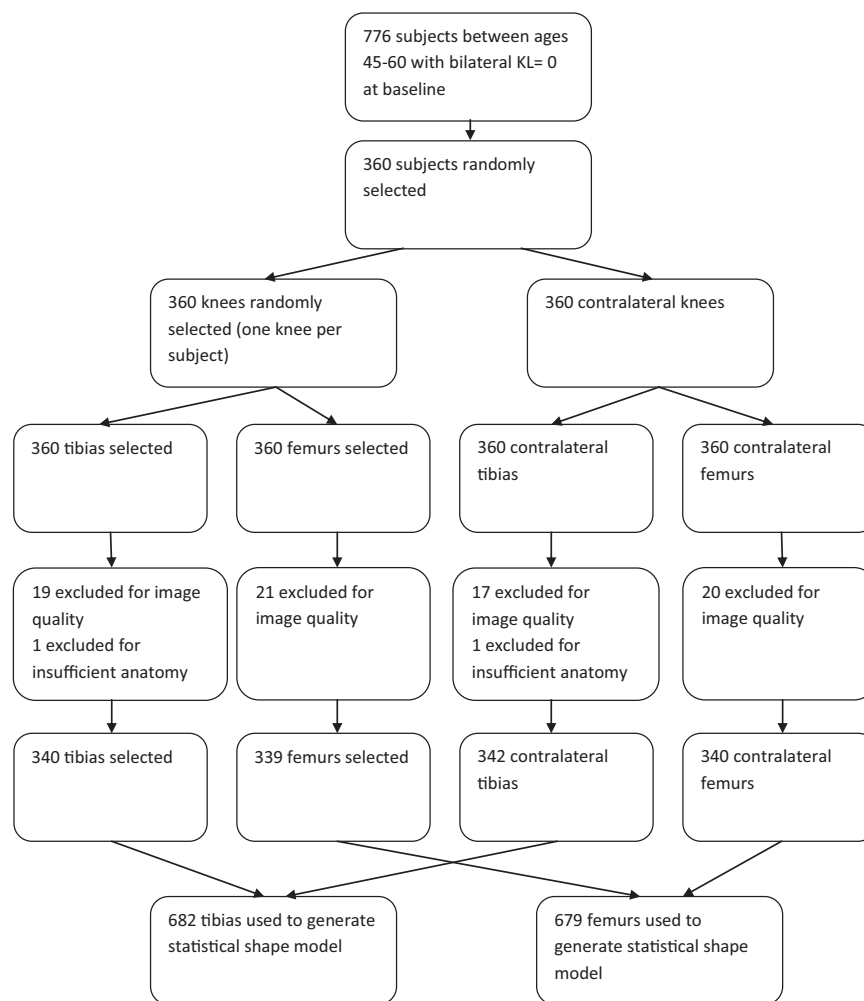 776 subjects between ages
45-60 with bilateral KL= 0
at baseline
360 subjects randomly
selected
360 knees randomly
selected (one knee per
subject)
360 contralateral knees
360 tibias selected
360 femurs selected
360 contralateral
tibias
360 contralateral
femurs
19 excluded for image
quality
1 excluded for
insufficient anatomy
21 excluded for
image quality
17 excluded for
image quality
1 excluded for
insufficient anatomy
20 excluded for
image quality
340 tibias selected
339 femurs selected
342 contralateral
tibias
340 contralateral
femurs
682 tibias used to generate
statistical shape model
679 femurs used to
generate statistical shape
model